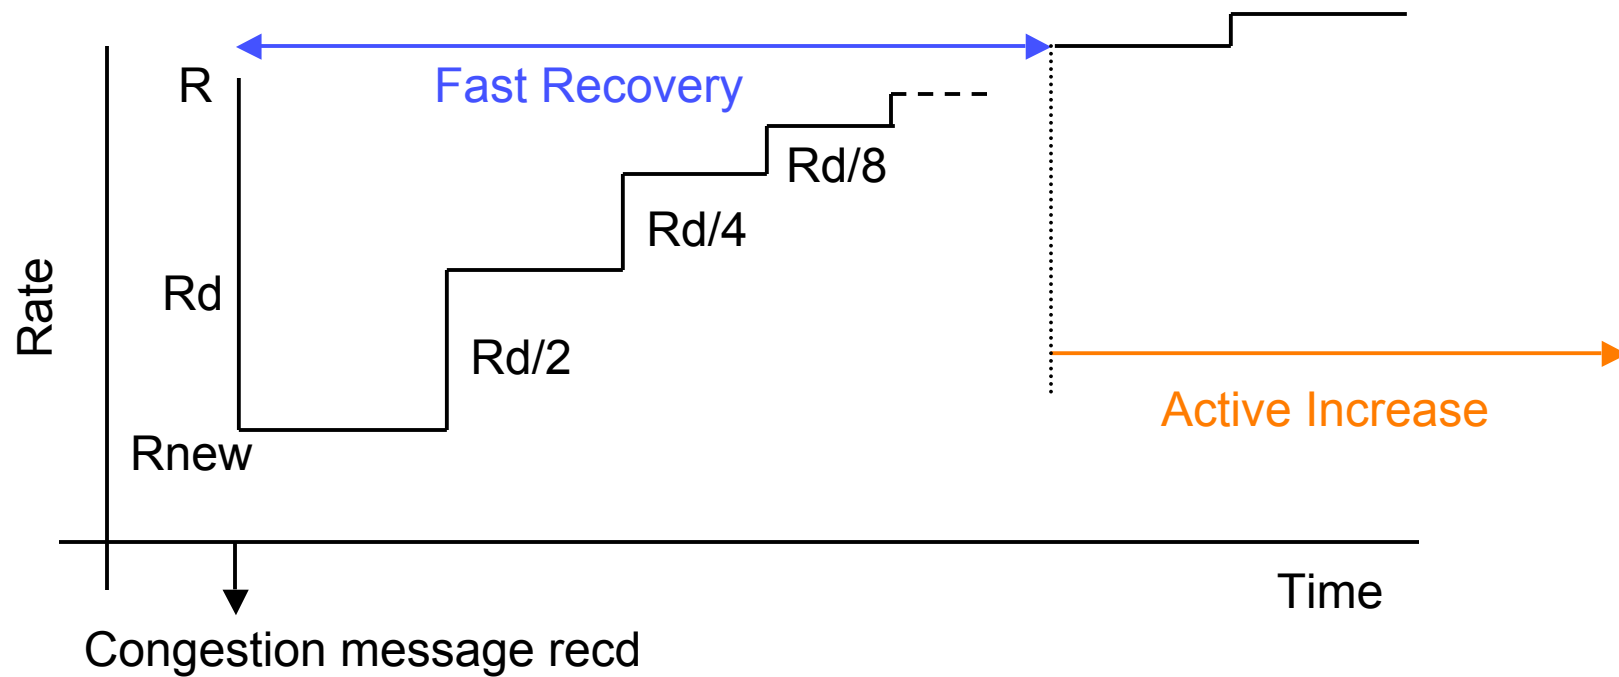 R
Fast Recovery
Rd/8
Rd/4
Rate
Rd
Rd/2
Active Increase
Rnew
Time
Congestion message recd